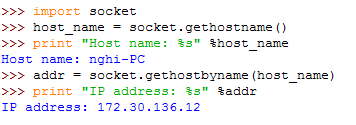 >>> import socket
>>> host_name = socket.gethostname()
>>> print "Host name: %s" %host_name
Host name: nghi-PC
>>> addr = socket.gethostbyname(host_name)
>>> print "IP address: %s" %addr
IP address: 172.30.136.12